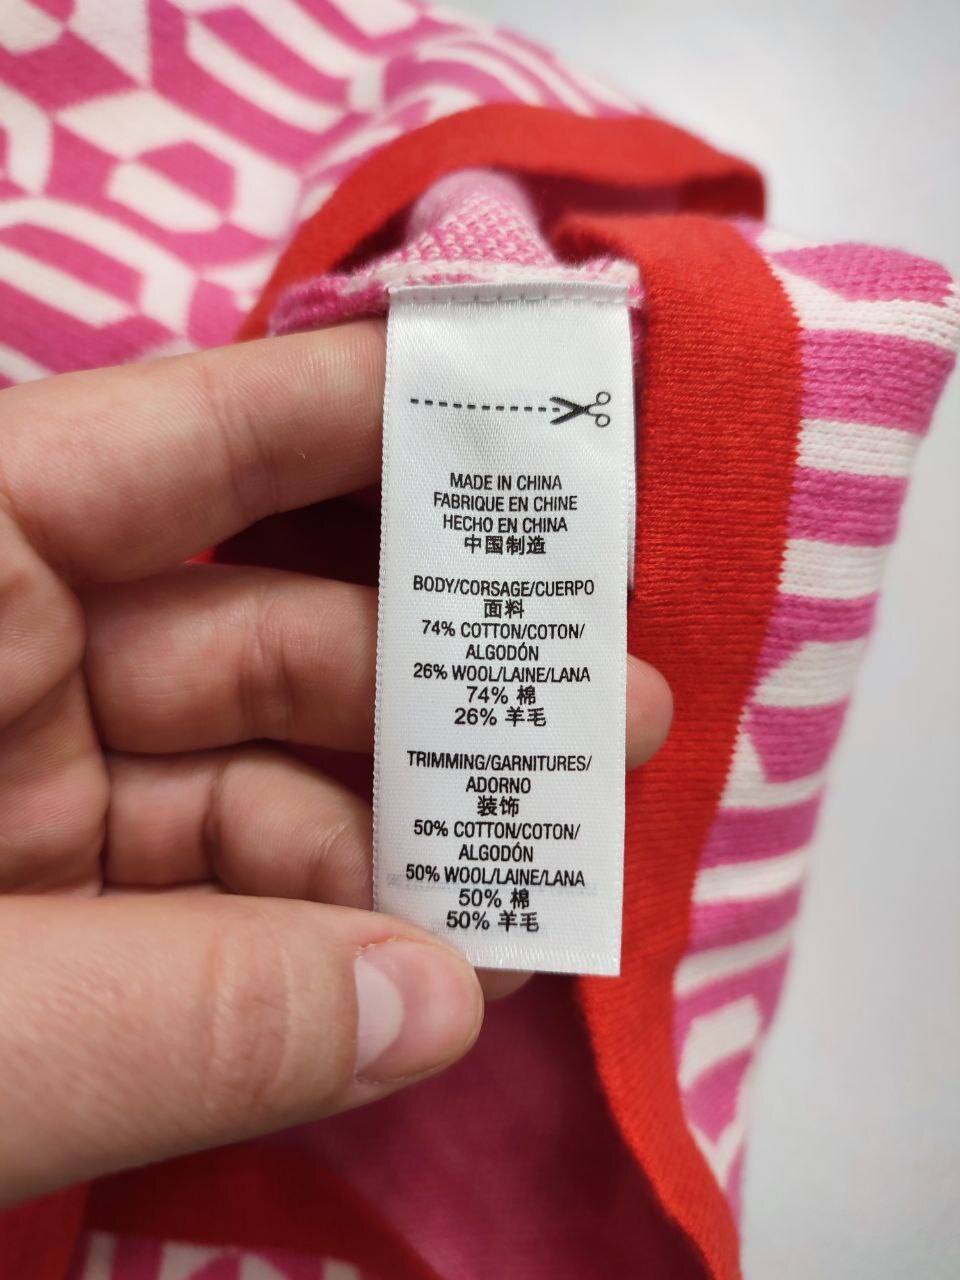 MADE IN CHINA
FABRIQUE EN CHINE
HECHO EN CHINA
中国制造
BODY/CORSAGE/CUERPO
面料
74% COTTON/COTON/
ALGODÓN
26% WOOL/LAINE/LANA
74% 棉
26% 羊毛
TRIMMING/GARNITURES/
ADORNO
装饰
50% COTTON/COTON/
ALGODÓN
50% WOOL/LAINE/LANA
50% 棉
50% 羊毛